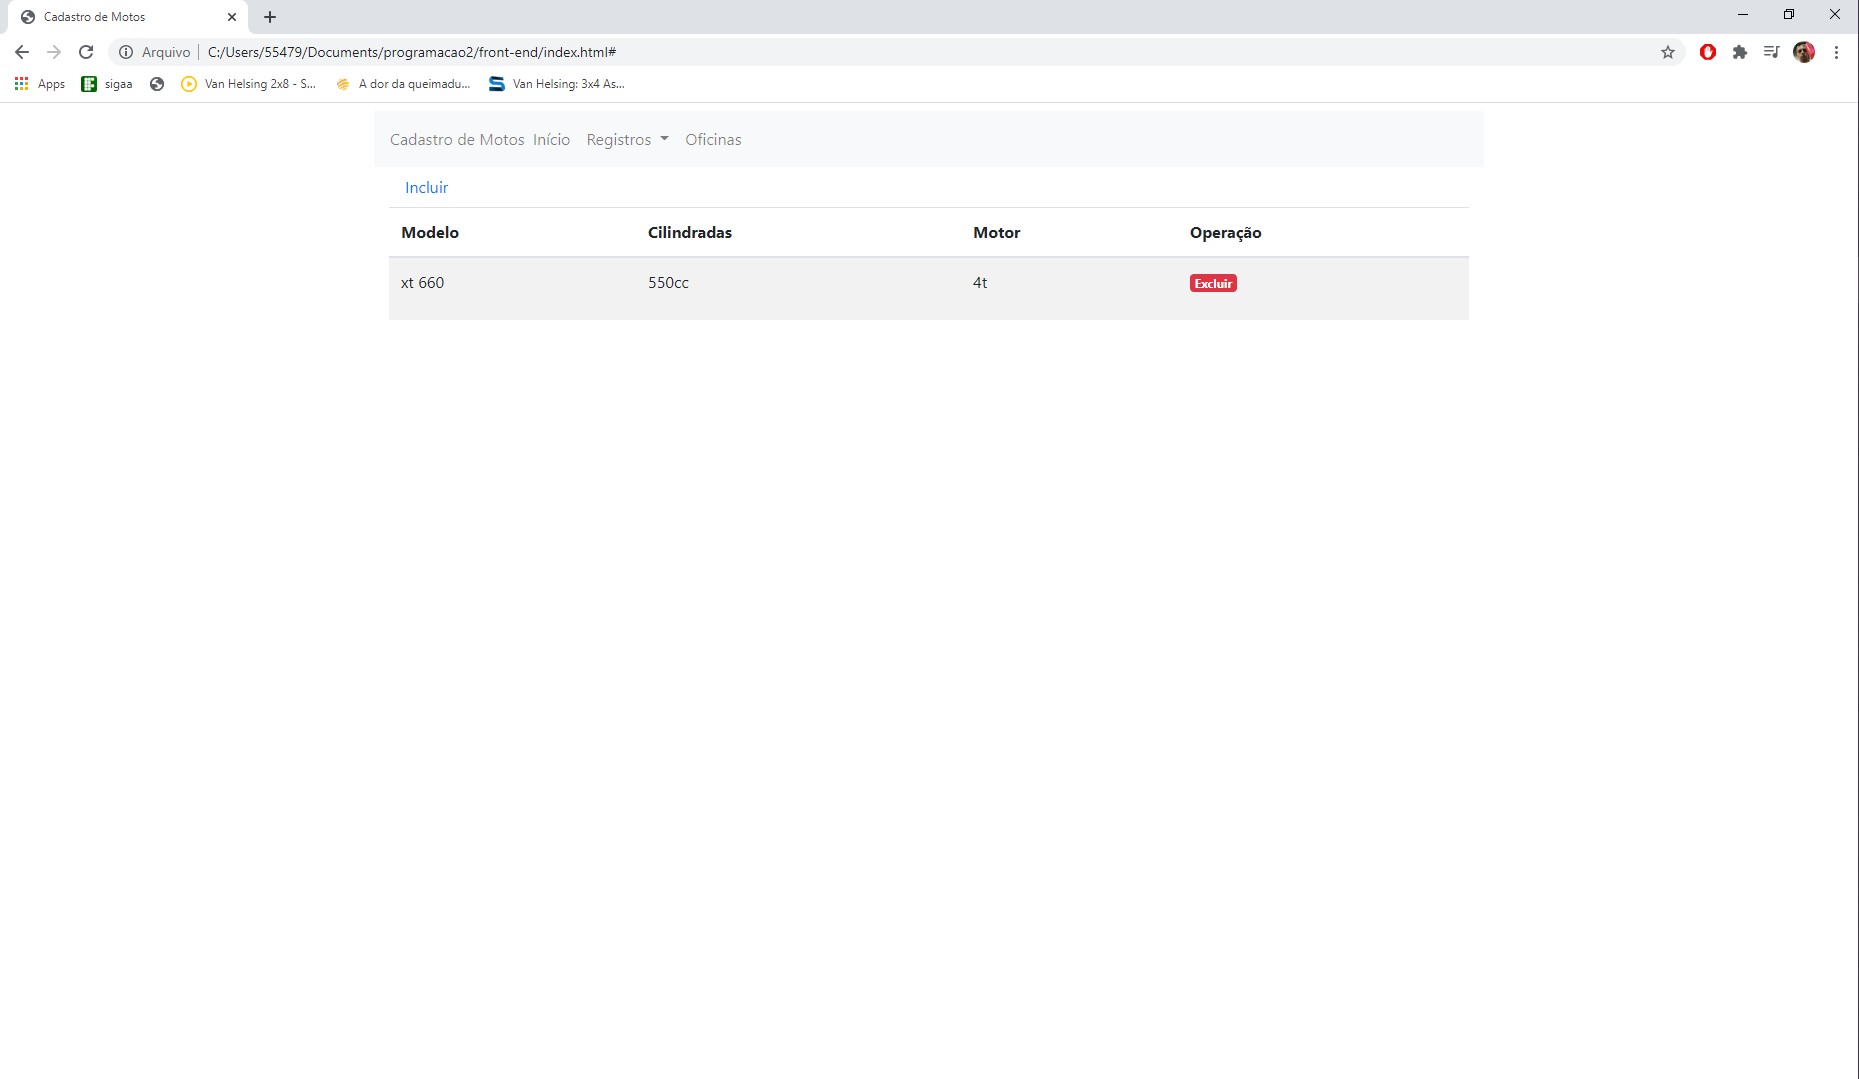 Cadastro de Motos
Arquivo C:/Users/55479/Documents/programacao2/front-end/index.html#
Apps sigaa Van Helsing 2x8 - S... A dor da queimadu... Van Helsing: 3x4 As...
Cadastro de Motos Início Registros Oficinas
Incluir
Modelo Cilindradas Motor Operação
xt 660 550cc 4t Excluir